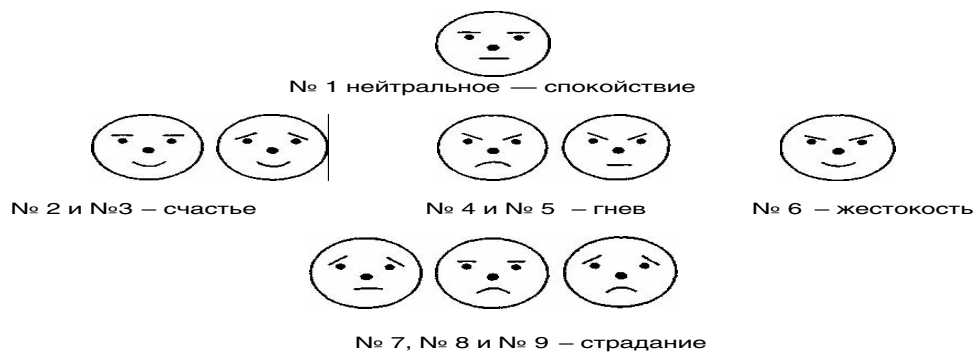 № 1 нейтральное — спокойствие
№ 2 и №3 – счастье
№ 4 и № 5 – гнев
№ 6 – жестокость
№ 7, № 8 и № 9 – страдание